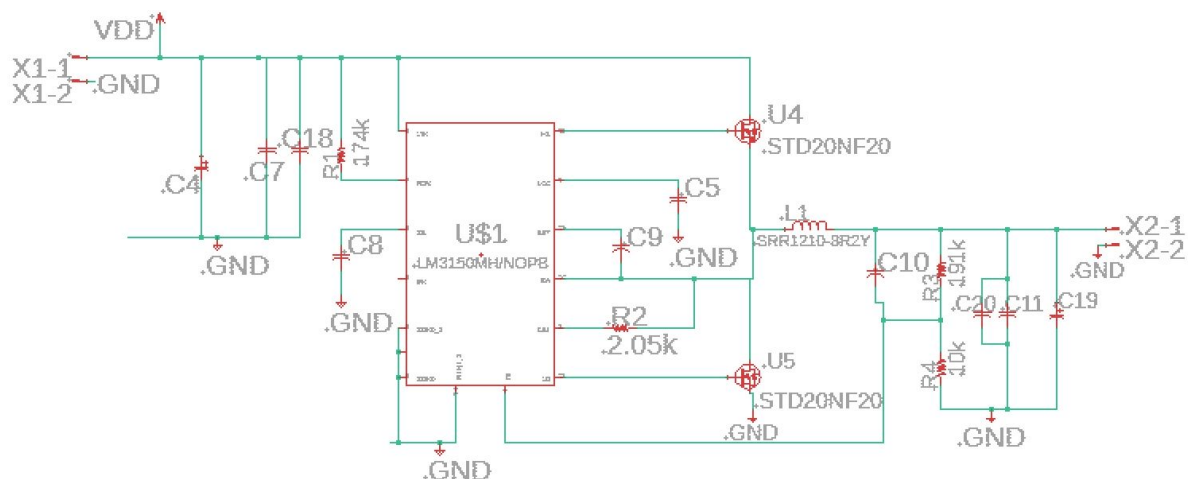 VDD
X1-1
X1-2
.GND
C4
C7
C18
R1
174k
.GND
C8
.GND
U$1
LM3150MH/NOPB
C5
.GND
C9
.R2
2.05k
.GND
.U4
.STD20NF20
.U5
.STD20NF20
.GND
L1
SRR1210-8R2Y
C10
R3
191k
R4
10k
C20
C11
C19
.GND
X2-1
X2-2
.GND